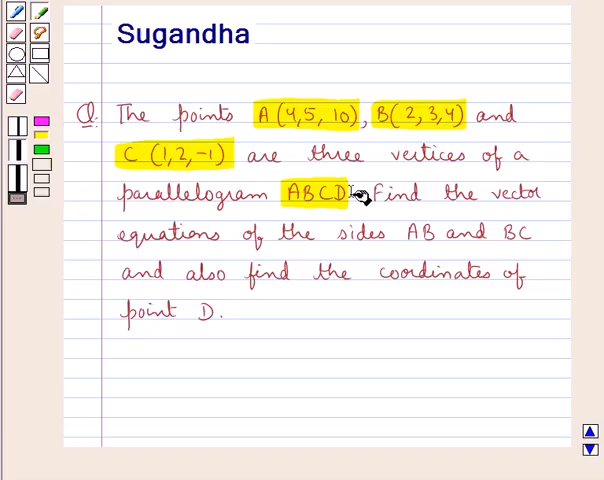 Sugandha
Q. The points A(4,5, 10), B(2,3,4) and
C (1,2,-1) are three vertices of a
parallelogram ABCD. Find the vector
equations of the sides AB and BC
and also find the coordinates of
point D.